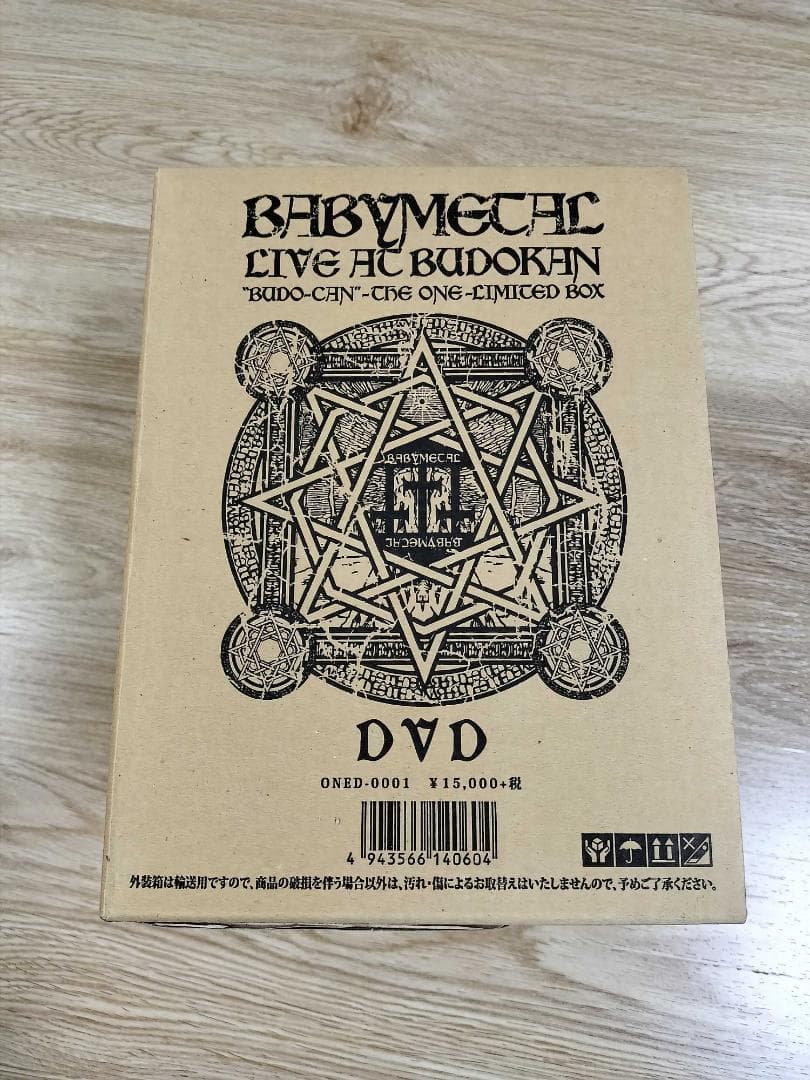 BABYMETAL
LIVE AT BUDOKAN
"BUDO-CAN"-THE ONE-LIMITED BOX
BABYMETAL
BABYMETAL
DVD
ONED-0001 ¥15,000+税
4 943566 140604
外装箱は輸送用ですので、商品の破損を伴う場合以外は、汚れ・傷によるお取替えはいたしませんので、予めご了承ください。